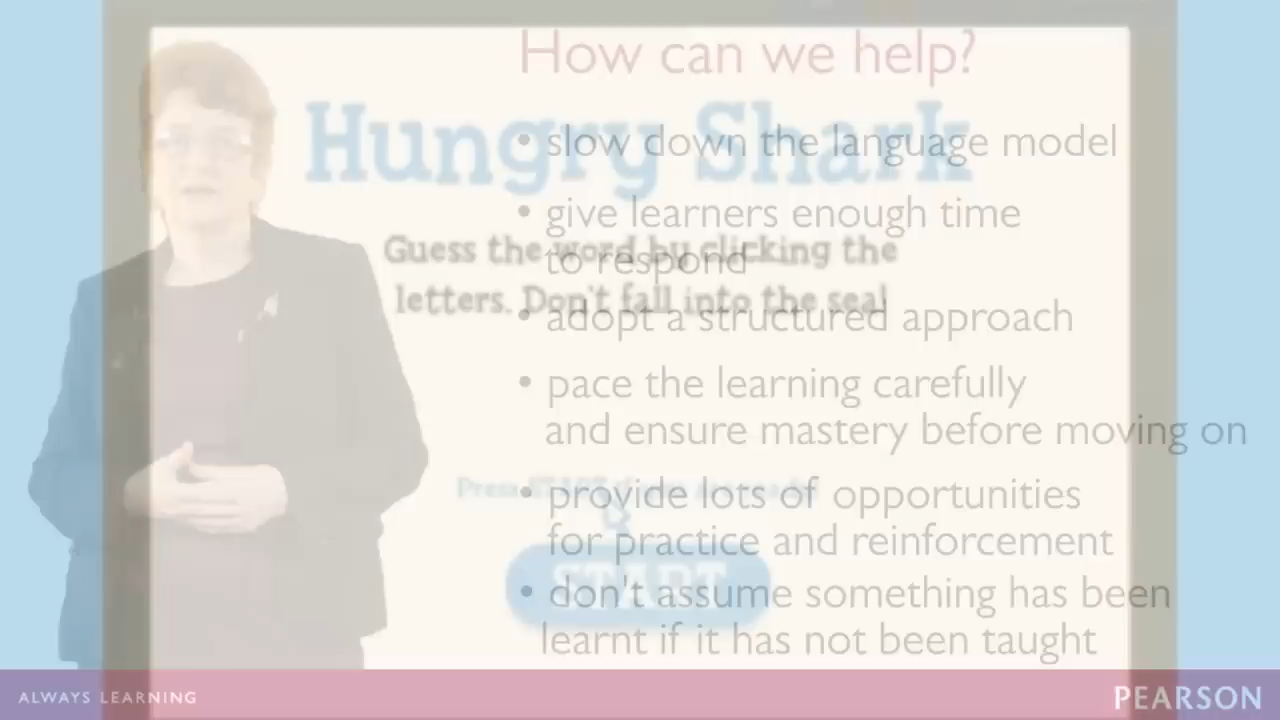 How can we help?
Hungry Shark
• slow down the language model
• give learners enough time
to respond
Guess the word by clicking the
letters. Don't fall into the sea!
• adopt a structured approach
• pace the learning carefully
and ensure mastery before moving on
Press START
• provide lots of opportunities
for practice and reinforcement
START
• don't assume something has been
learnt if it has not been taught
ALWAYS LEARNING
PEARSON